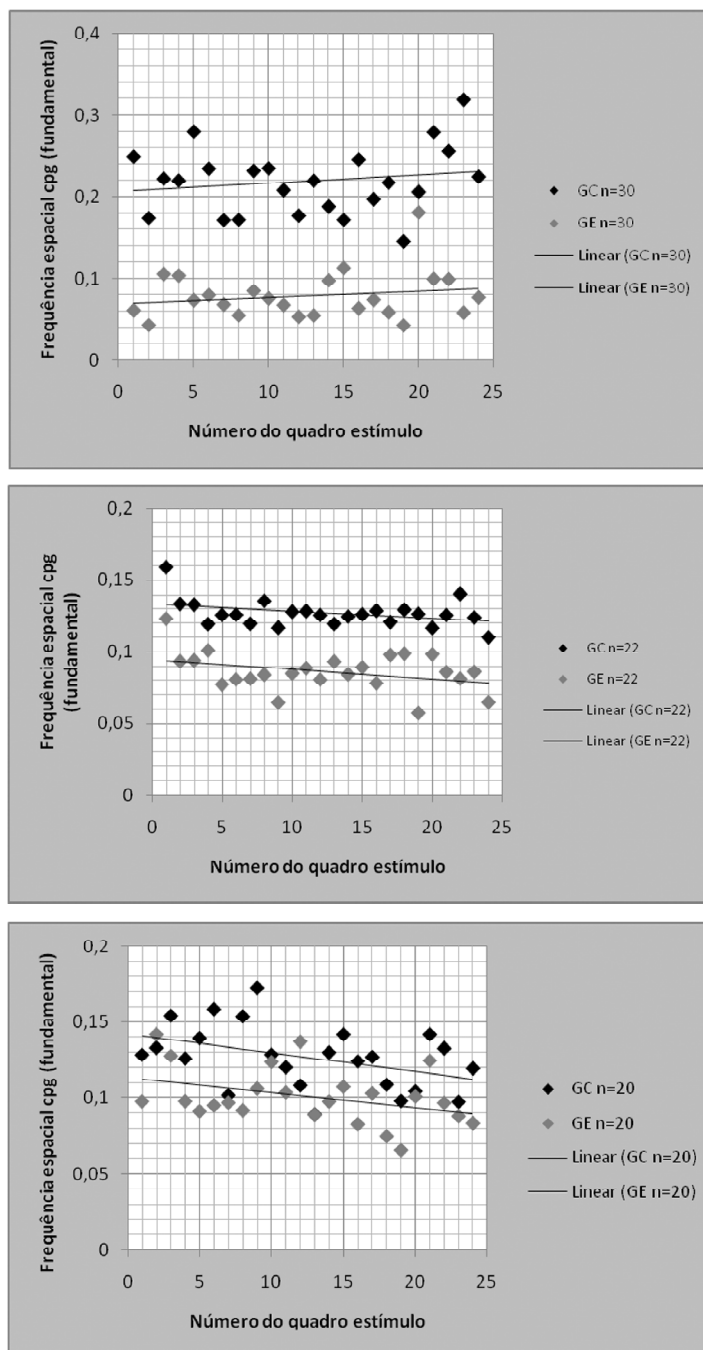 0,4
0,3
0,2
0,1
0
Frequência espacial cpg (fundamental)
0 5 10 15 20 25
Número do quadro estímulo
GC n=30
GE n=30
Linear (GC n=30)
Linear (GE n=30)
0,2
0,15
0,1
0,05
0
Frequência espacial cpg
(fundamental)
0 5 10 15 20 25
Número do quadro estímulo
GC n=22
GE n=22
Linear (GC n=22)
Linear (GE n=22)
0,2
0,15
0,1
0,05
0
Frequência espacial cpg (fundamental)
0 5 10 15 20 25
Número do quadro estímulo
GC n=20
GE n=20
Linear (GC n=20)
Linear (GE n=20)